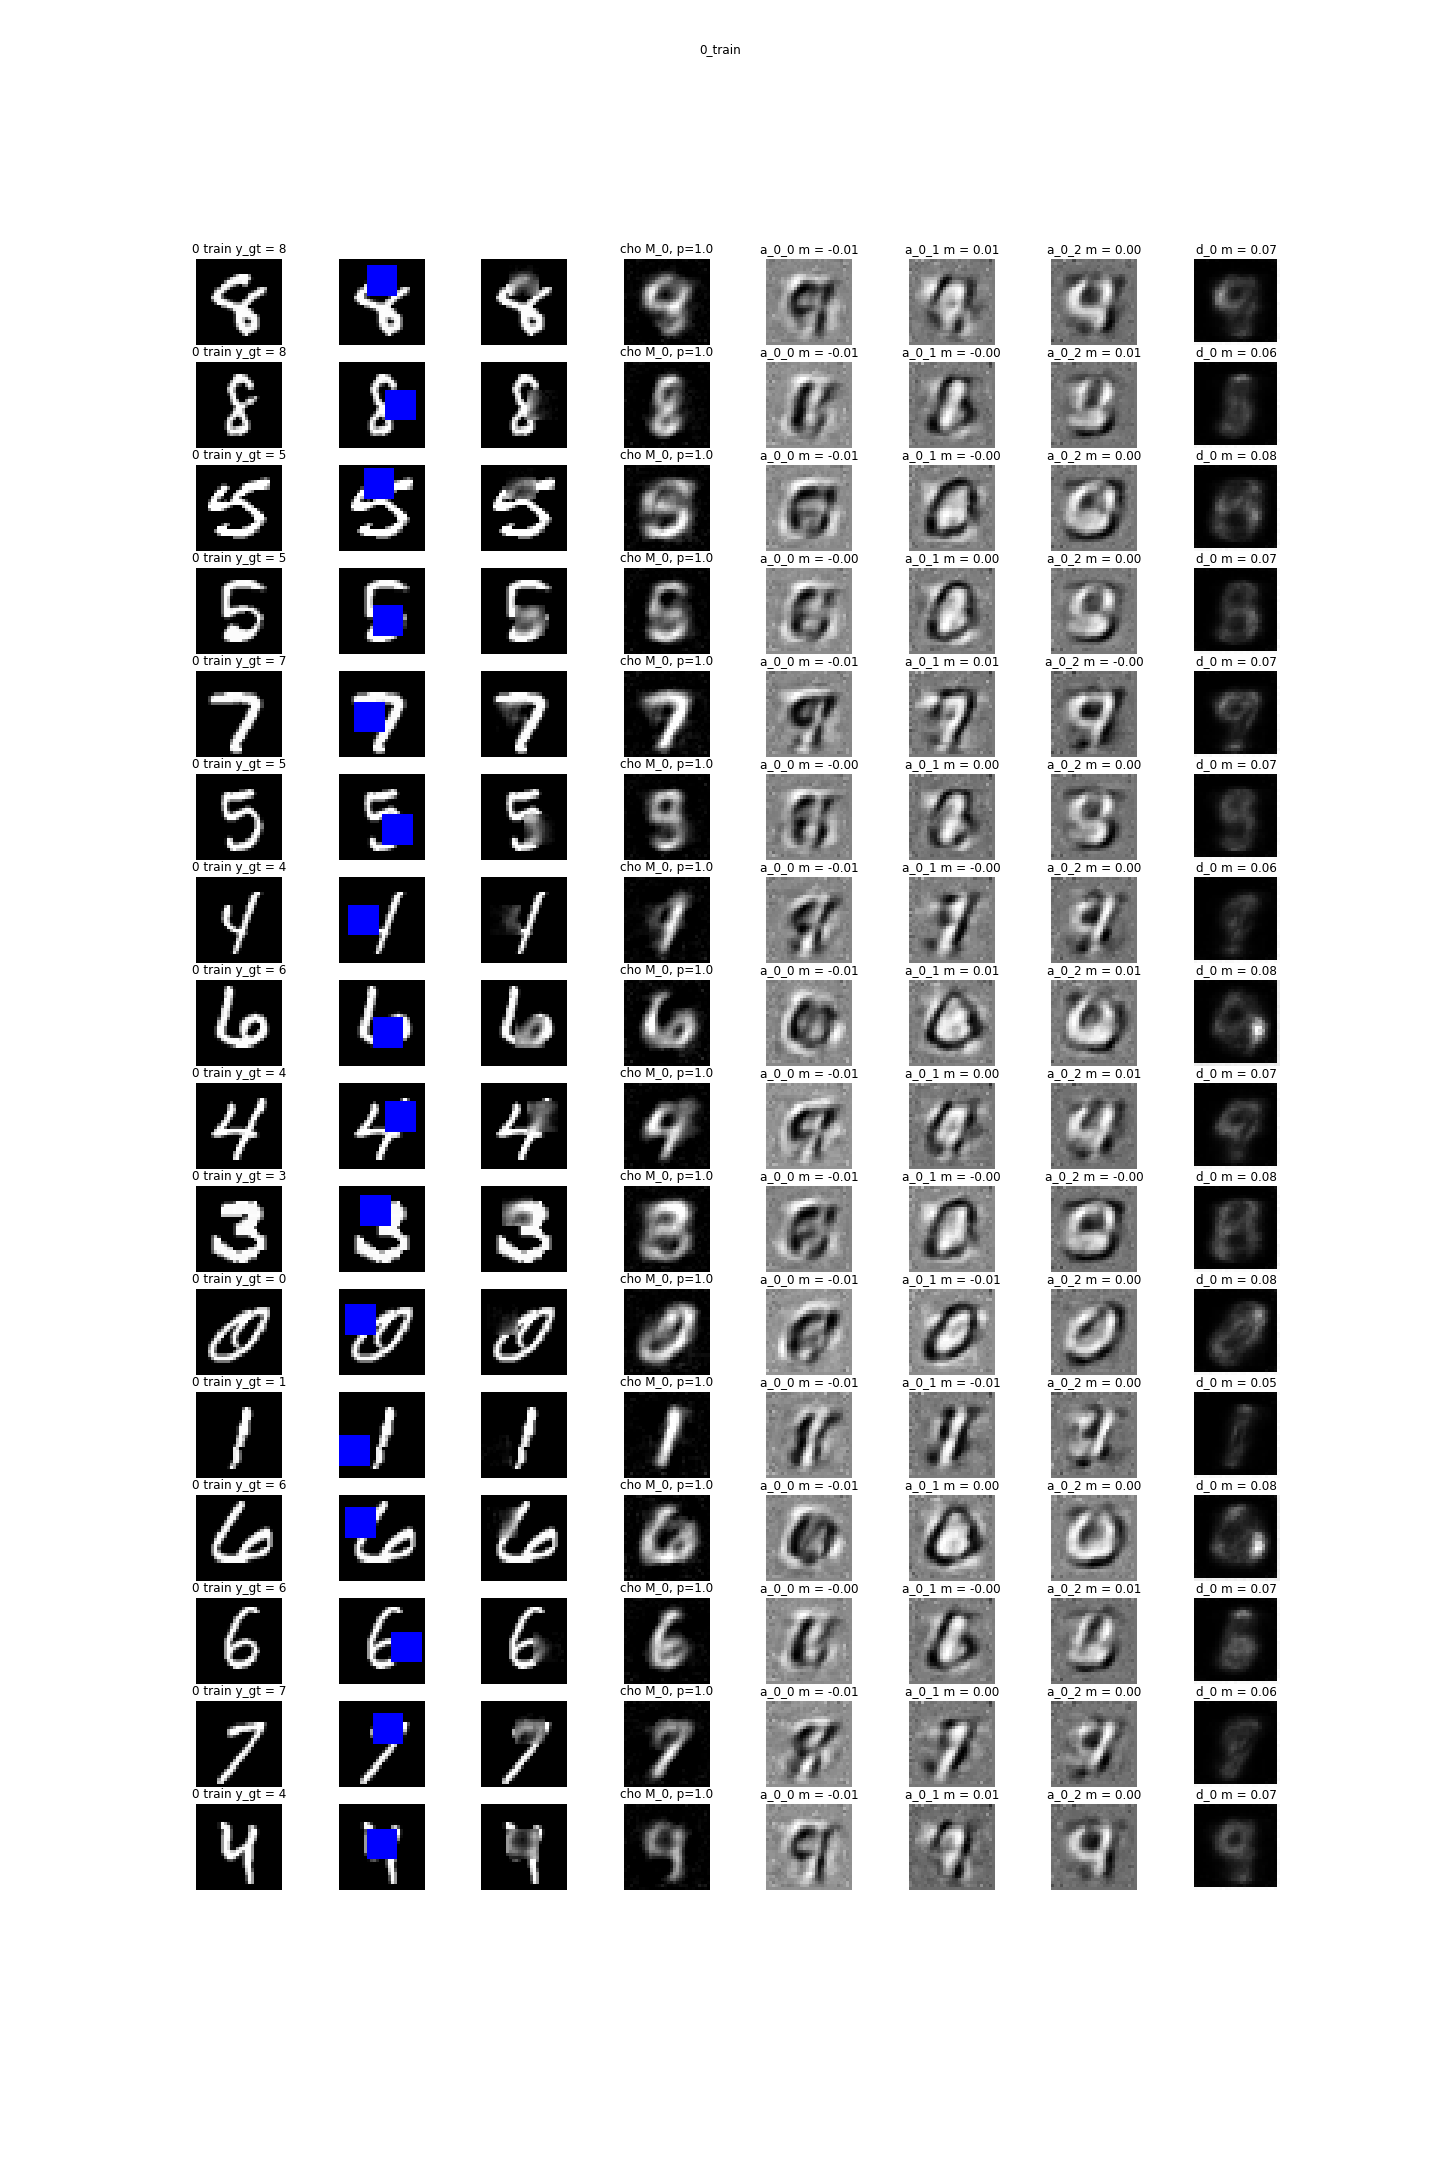 0_train
0 train y_gt = 8 cho M_0, p=1.0 a_0_0 m = -0.01 a_0_1 m = 0.01 a_0_2 m = 0.00 d_0 m = 0.07
0 train y_gt = 8 cho M_0, p=1.0 a_0_0 m = -0.01 a_0_1 m = -0.00 a_0_2 m = 0.01 d_0 m = 0.06
0 train y_gt = 5 cho M_0, p=1.0 a_0_0 m = -0.01 a_0_1 m = -0.00 a_0_2 m = 0.00 d_0 m = 0.08
0 train y_gt = 5 cho M_0, p=1.0 a_0_0 m = -0.00 a_0_1 m = 0.00 a_0_2 m = 0.00 d_0 m = 0.07
0 train y_gt = 7 cho M_0, p=1.0 a_0_0 m = -0.01 a_0_1 m = 0.01 a_0_2 m = -0.00 d_0 m = 0.07
0 train y_gt = 5 cho M_0, p=1.0 a_0_0 m = -0.00 a_0_1 m = 0.00 a_0_2 m = 0.00 d_0 m = 0.07
0 train y_gt = 4 cho M_0, p=1.0 a_0_0 m = -0.01 a_0_1 m = -0.00 a_0_2 m = 0.00 d_0 m = 0.06
0 train y_gt = 6 cho M_0, p=1.0 a_0_0 m = -0.01 a_0_1 m = 0.01 a_0_2 m = 0.01 d_0 m = 0.08
0 train y_gt = 4 cho M_0, p=1.0 a_0_0 m = -0.01 a_0_1 m = 0.00 a_0_2 m = 0.01 d_0 m = 0.07
0 train y_gt = 3 cho M_0, p=1.0 a_0_0 m = -0.01 a_0_1 m = -0.00 a_0_2 m = -0.00 d_0 m = 0.08
0 train y_gt = 0 cho M_0, p=1.0 a_0_0 m = -0.01 a_0_1 m = -0.01 a_0_2 m = 0.00 d_0 m = 0.08
0 train y_gt = 1 cho M_0, p=1.0 a_0_0 m = -0.01 a_0_1 m = -0.01 a_0_2 m = 0.00 d_0 m = 0.05
0 train y_gt = 6 cho M_0, p=1.0 a_0_0 m = -0.01 a_0_1 m = 0.00 a_0_2 m = 0.00 d_0 m = 0.08
0 train y_gt = 6 cho M_0, p=1.0 a_0_0 m = -0.00 a_0_1 m = -0.00 a_0_2 m = 0.01 d_0 m = 0.07
0 train y_gt = 7 cho M_0, p=1.0 a_0_0 m = -0.01 a_0_1 m = 0.00 a_0_2 m = 0.00 d_0 m = 0.06
0 train y_gt = 4 cho M_0, p=1.0 a_0_0 m = -0.01 a_0_1 m = 0.01 a_0_2 m = 0.00 d_0 m = 0.07